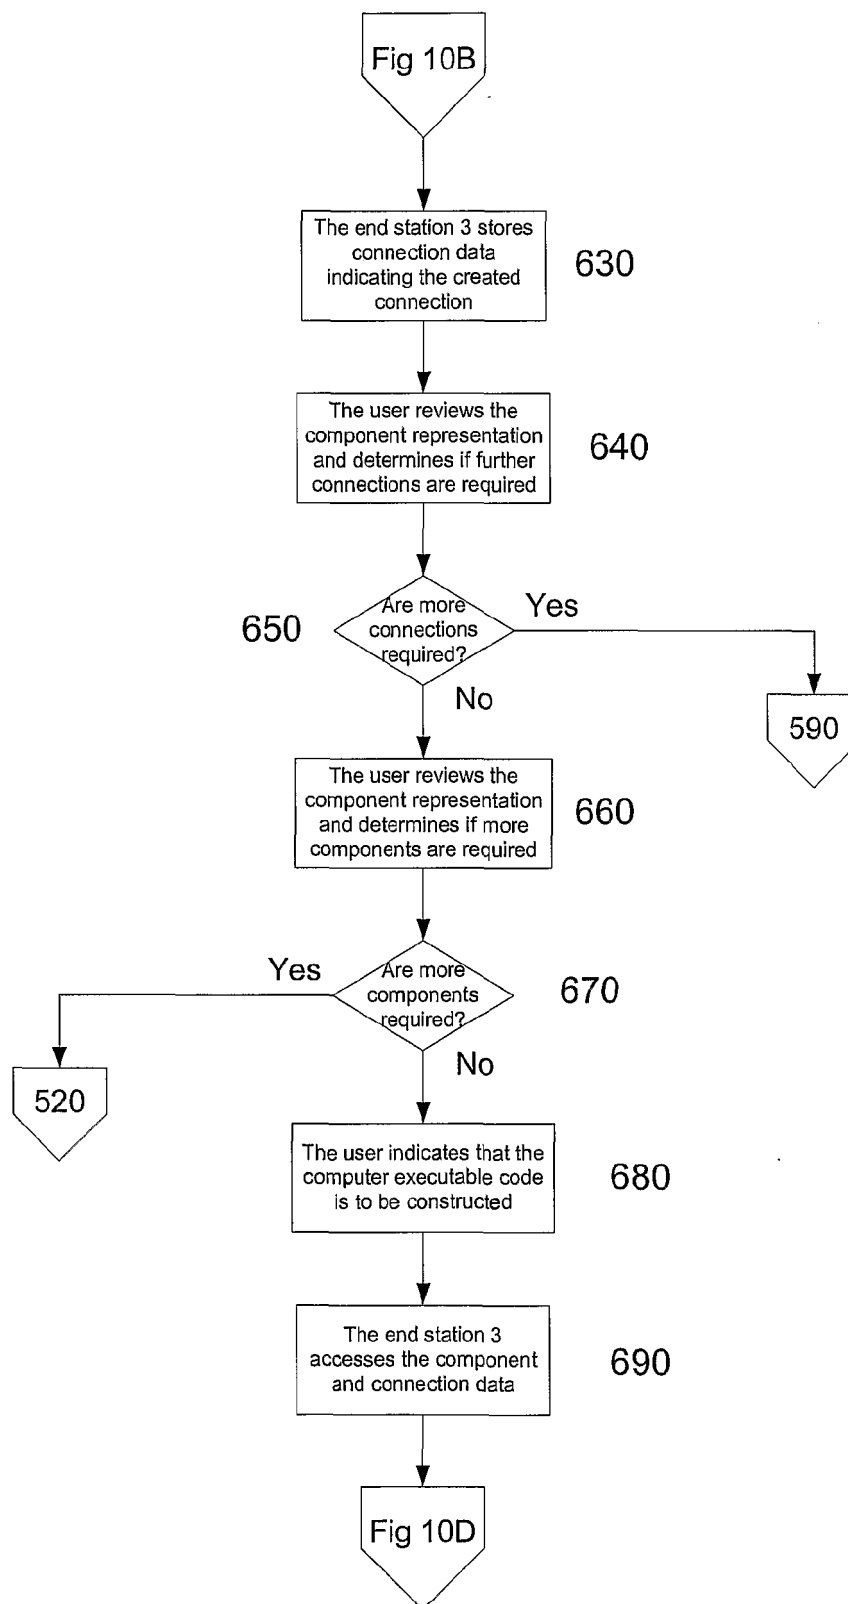 Fig 10B
The end station 3 stores
connection data
indicating the created
connection
630
The user reviews the
component representation
and determines if further
connections are required
640
650
Are more
connections
required?
Yes
No
590
The user reviews the
component representation
and determines if more
components are required
660
Yes
Are more
components
required?
670
No
520
The user indicates that the
computer executable code
is to be constructed
680
The end station 3
accesses the component
and connection data
690
Fig 10D